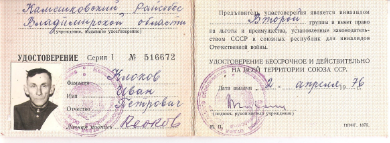 Камешковский райсобес
Владимирской области
(учреждение, выдавшее удостоверение)
УДОСТОВЕРЕНИЕ Серия I № 516672
Фамилия Клоков
Имя Иван
Отчество Петрович
Личная подпись Клоков
Предъявитель удостоверения является инвалидом
Второй группы и имеет право
на льготы и преимущества, установленные законодательством
СССР и союзных республик для инвалидов
Отечественной войны.
УДОСТОВЕРЕНИЕ БЕССРОЧНОЕ И ДЕЙСТВИТЕЛЬНО
НА ВСЕЙ ТЕРРИТОРИИ СОЮЗА ССР.
Дата выдачи 2 апреля 76
(подпись руководителя учреждения)